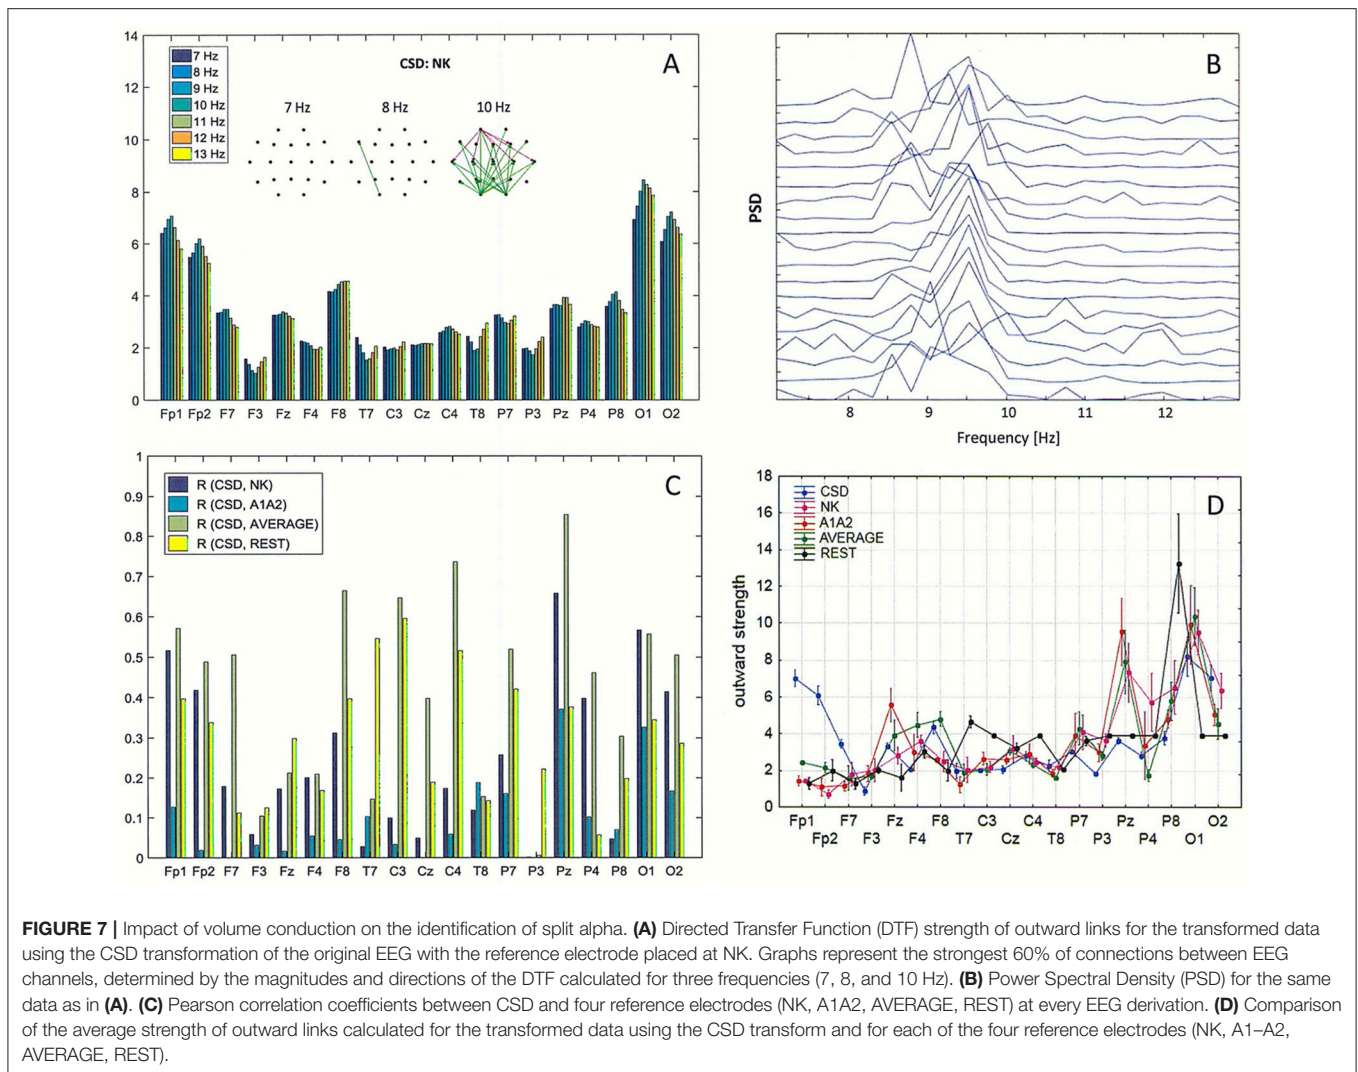 14
12
10
8
6
4
2
0
7 Hz
8 Hz
9 Hz
10 Hz
11 Hz
12 Hz
13 Hz
CSD: NK
A
7 Hz
8 Hz
10 Hz
Fp1 Fp2 F7 F3 Fz F4 F8 T7 C3 Cz C4 T8 P7 P3 Pz P4 P8 O1 O2
B
PSD
8 9 10 11 12
Frequency [Hz]
1
0.9
0.8
0.7
0.6
0.5
0.4
0.3
0.2
0.1
0
R (CSD, NK)
R (CSD, A1A2)
R (CSD, AVERAGE)
R (CSD, REST)
C
Fp1 Fp2 F7 F3 Fz F4 F8 T7 C3 Cz C4 T8 P7 P3 Pz P4 P8 O1 O2
18
16
14
12
10
8
6
4
2
0
outward strength
CSD
NK
A1A2
AVERAGE
REST
D
Fp1 F7 Fz F8 C3 C4 P7 Pz P8 O2
Fp2 F3 F4 T7 Cz T8 P3 P4 O1
FIGURE 7 | Impact of volume conduction on the identification of split alpha. (A) Directed Transfer Function (DTF) strength of outward links for the transformed data
using the CSD transformation of the original EEG with the reference electrode placed at NK. Graphs represent the strongest 60% of connections between EEG
channels, determined by the magnitudes and directions of the DTF calculated for three frequencies (7, 8, and 10 Hz). (B) Power Spectral Density (PSD) for the same
data as in (A). (C) Pearson correlation coefficients between CSD and four reference electrodes (NK, A1A2, AVERAGE, REST) at every EEG derivation. (D) Comparison
of the average strength of outward links calculated for the transformed data using the CSD transform and for each of the four reference electrodes (NK, A1–A2,
AVERAGE, REST).